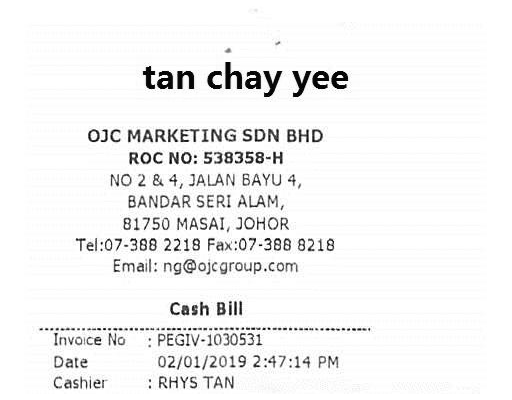 tan chay yee
OJC MARKETING SDN BHD
ROC NO: 538358-H
NO 2 & 4, JALAN BAYU 4,
BANDAR SERI ALAM,
81750 MASAI, JOHOR
Tel:07-388 2218 Fax:07-388 8218
Email: ng@ojcgroup.com
Cash Bill
Invoice No : PEGIV-1030531
Date 02/01/2019 2:47:14 PM
Cashier : RHYS TAN